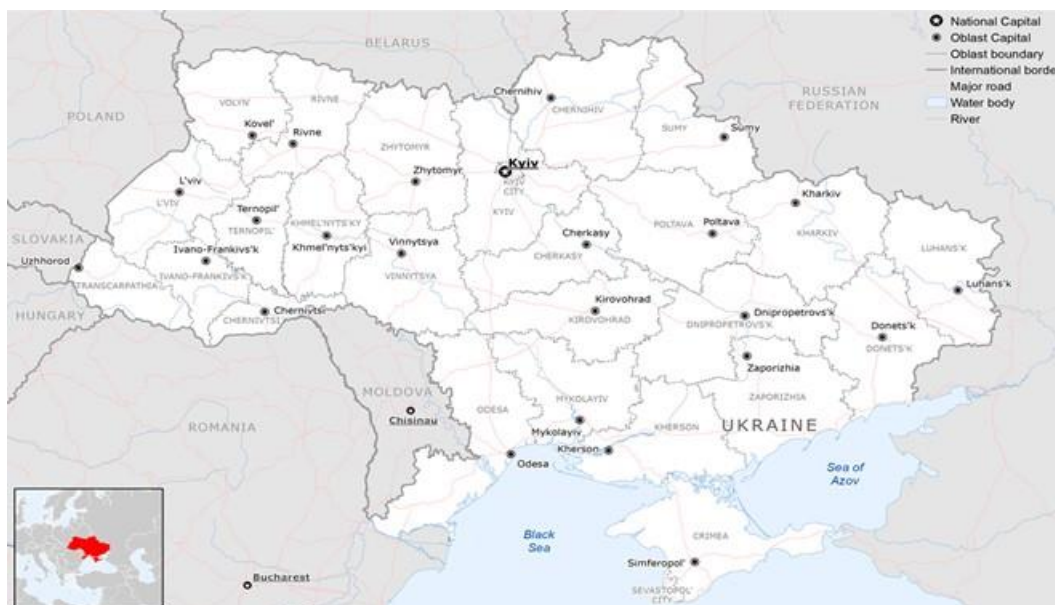 National Capital
Oblast Capital
Oblast boundary
International borde
Major road
Water body
River
BELARUS
RUSSIAN
FEDERATION
POLAND
SLOVAKIA
HUNGARY
ROMANIA
MOLDOVA
Chisinau
Bucharest
UKRAINE
VOLYN
Kovel'
RIVNE
Rivne
ZHYTOMYR
Zhytomyr
Chernihiv
CHERNIHIV
SUMY
Sumy
Kyiv
KYIV
CITY
KYIV
L'viv
L'VIV
Ternopil'
TERNOPIL'
KHMEL'NYTS'KYI
Khmel'nyts'kyi
Vinnytsya
VINNYTSYA
Cherkasy
CHERKASY
POLTAVA
Poltava
Kharkiv
KHARKIV
LUHANS'K
Luhans'k
Uzhhorod
TRANSCARPATHIA
Ivano-Frankivs'k
IVANO-FRANKIVS'K
Chernivtsi
CHERNIVTSI
Kirovohrad
KIROVOHRAD
Dnipropetrovs'k
DNIPROPETROVS'K
Donets'k
DONETS'K
Zaporizhia
ZAPORIZHIA
ODESA
Odesa
MYKOLAYIV
Mykolayiv
KHERSON
Kherson
Sea of
Azov
Black
Sea
CRIMEA
Simferopol'
SEVASTOPOL'
CITY